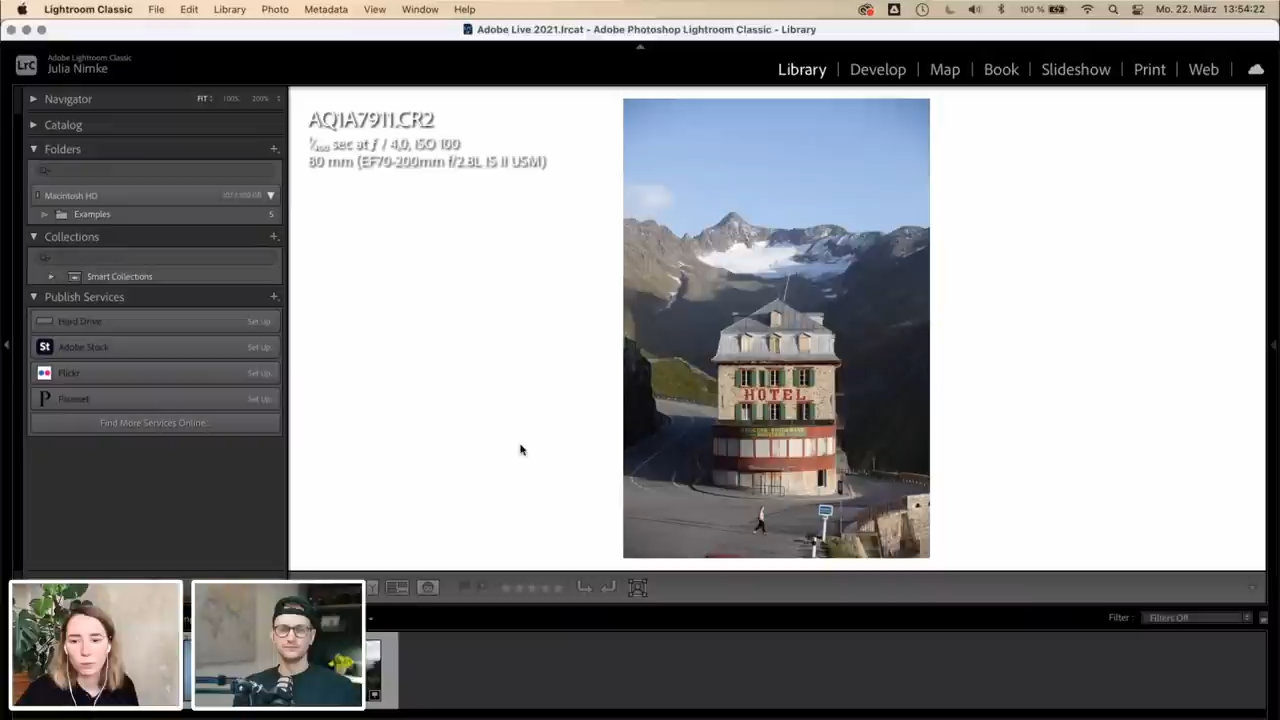 Lightroom Classic File Edit Library Photo Metadata View Window Help 100 % Mo. 22. März 13:54:22
Adobe Live 2021.lrcat - Adobe Photoshop Lightroom Classic - Library
LrC Adobe Lightroom Classic
Julia Nimke
Library Develop Map Book Slideshow Print Web
Navigator FIT 100% 200%
Catalog
Folders
Macintosh HD
Examples 5
Collections
Smart Collections
Publish Services
Hard Drive Set Up
St Adobe Stock Set Up
Flickr Set Up
Set Up
Find More Services Online...
AQ1A7911.CR2
sec at ƒ / 4,0, ISO 100
80 mm (EF70-200mm f/2.8L IS II USM)
HOTEL
Filter : Filters Off